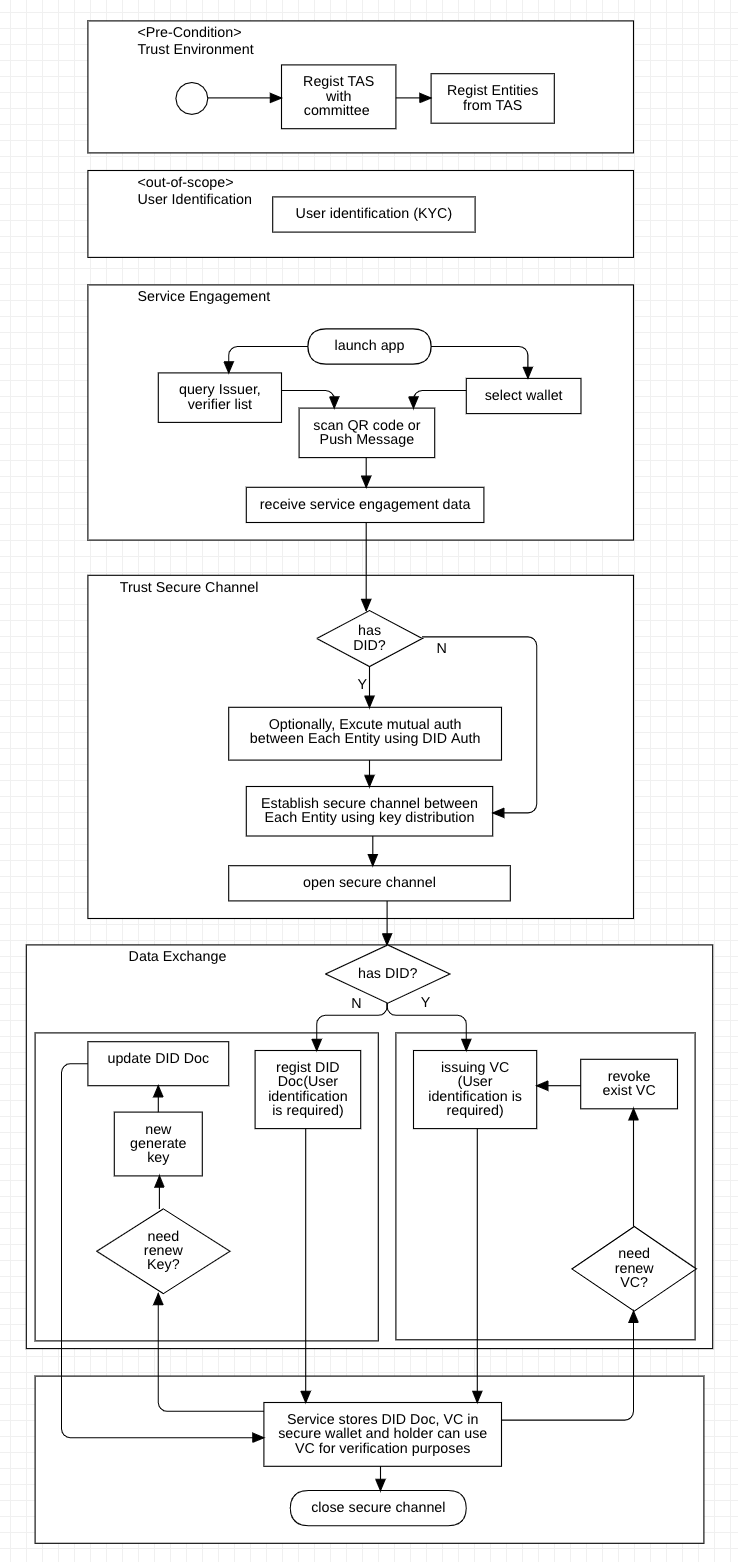 <Pre-Condition>
Trust Environment
Regist TAS
with
committee
Regist Entities
from TAS
<out-of-scope>
User Identification
User identification (KYC)
Service Engagement
launch app
query Issuer,
verifier list
select wallet
scan QR code or
Push Message
receive service engagement data
Trust Secure Channel
has
DID?
N
Y
Optionally, Excute mutual auth
between Each Entity using DID Auth
Establish secure channel between
Each Entity using key distribution
open secure channel
Data Exchange
has DID?
N
Y
update DID Doc
regist DID
Doc(User
identification
is required)
issuing VC
(User
identification is
required)
revoke
exist VC
new
generate
key
need
renew
Key?
need
renew
VC?
Service stores DID Doc, VC in
secure wallet and holder can use
VC for verification purposes
close secure channel